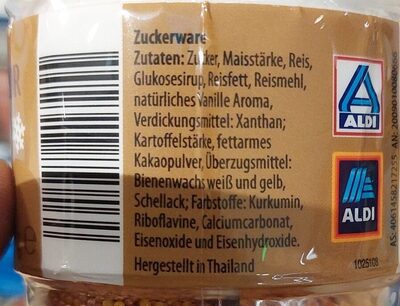 Zuckerware
Zutaten: Zucker, Maisstärke, Reis,
Glukosesirup, Reisfett, Reismehl,
natürliches Vanille Aroma,
Verdickungsmittel: Xanthan;
Kartoffelstärke, fettarmes
Kakaopulver, Überzugsmittel:
Bienenwachs weiß und gelb,
Schellack; Farbstoffe: Kurkumin,
Riboflavine, Calciumcarbonat,
Eisenoxide und Eisenhydroxide.
Hergestellt in Thailand
ALDI
ALDI
1025108